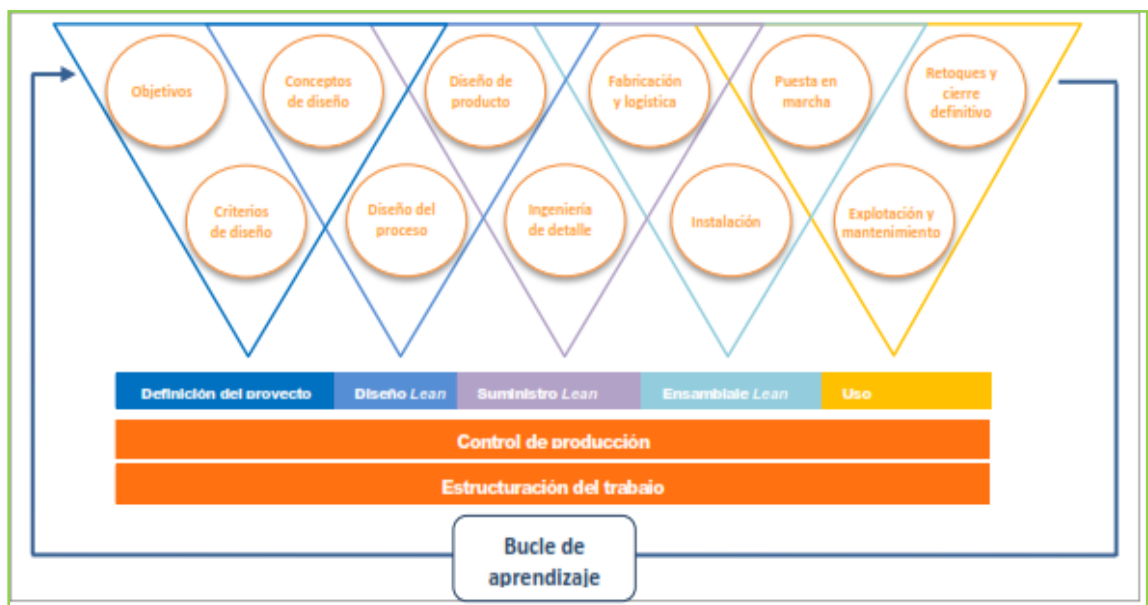 Objetivos
Conceptos
de diseño
Diseño de
producto
Fabricación
y logística
Puesta en
marcha
Retoques y
cierre
definitivo
Criterios
de diseño
Diseño del
proceso
Ingeniería
de detalle
Instalación
Explotación y
mantenimiento
Definición del proyecto
Diseño Lean
Suministro Lean
Ensamblaje Lean
Uso
Control de producción
Estructuración del trabajo
Bucle de
aprendizaje